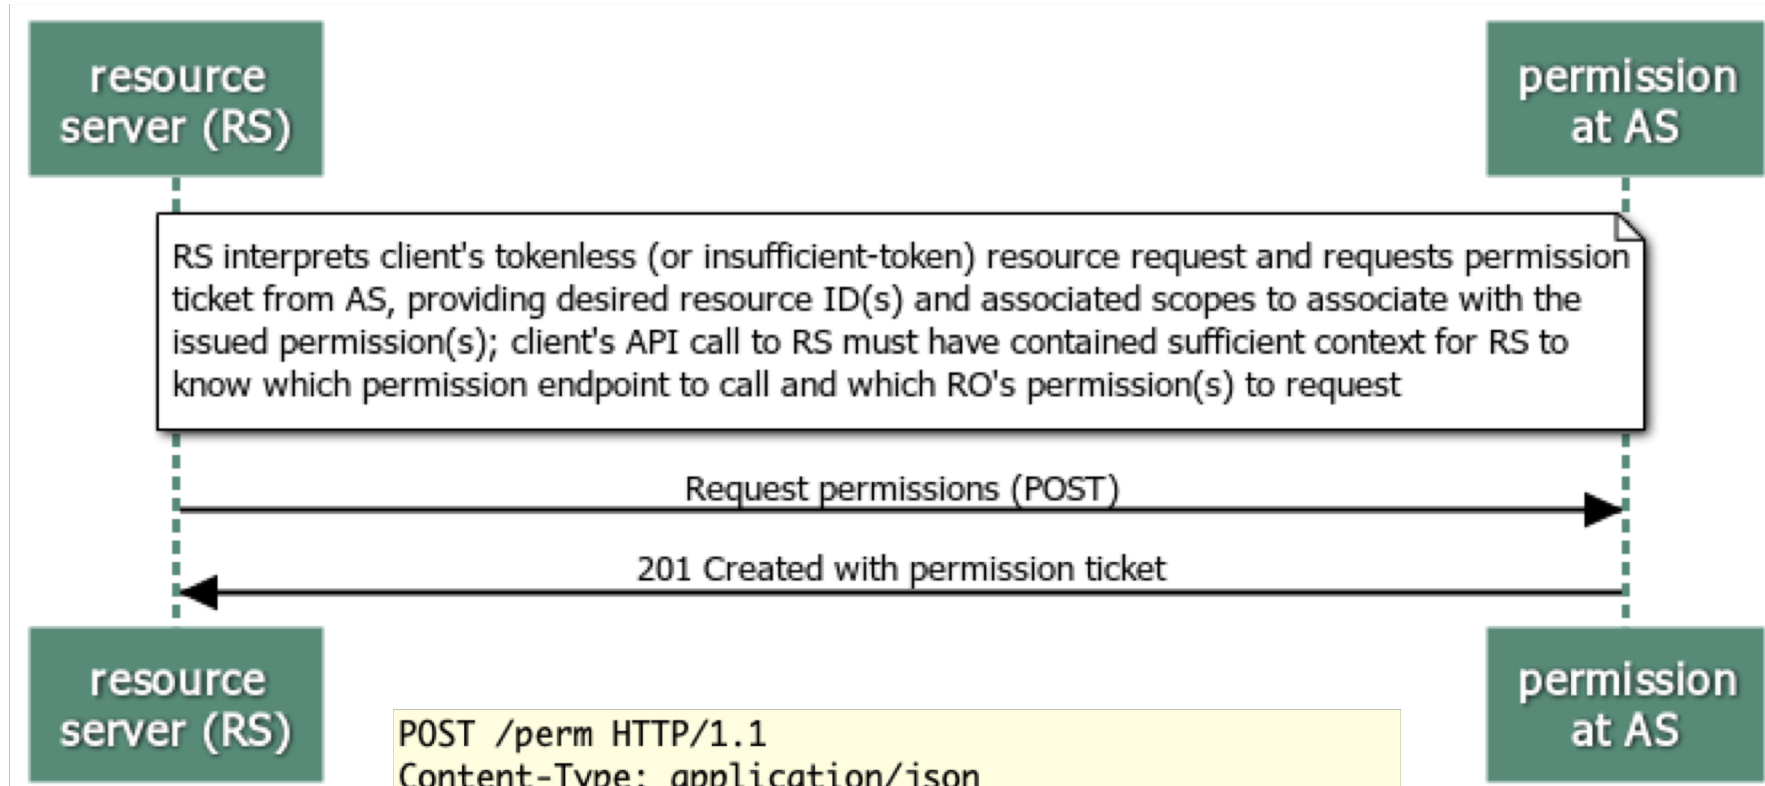 resource
server (RS)
permission
at AS
RS interprets client's tokenless (or insufficient-token) resource request and requests permission
ticket from AS, providing desired resource ID(s) and associated scopes to associate with the
issued permission(s); client's API call to RS must have contained sufficient context for RS to
know which permission endpoint to call and which RO's permission(s) to request
Request permissions (POST)
201 Created with permission ticket
resource
server (RS)
permission
at AS
POST /perm HTTP/1.1
Content-Type: application/json